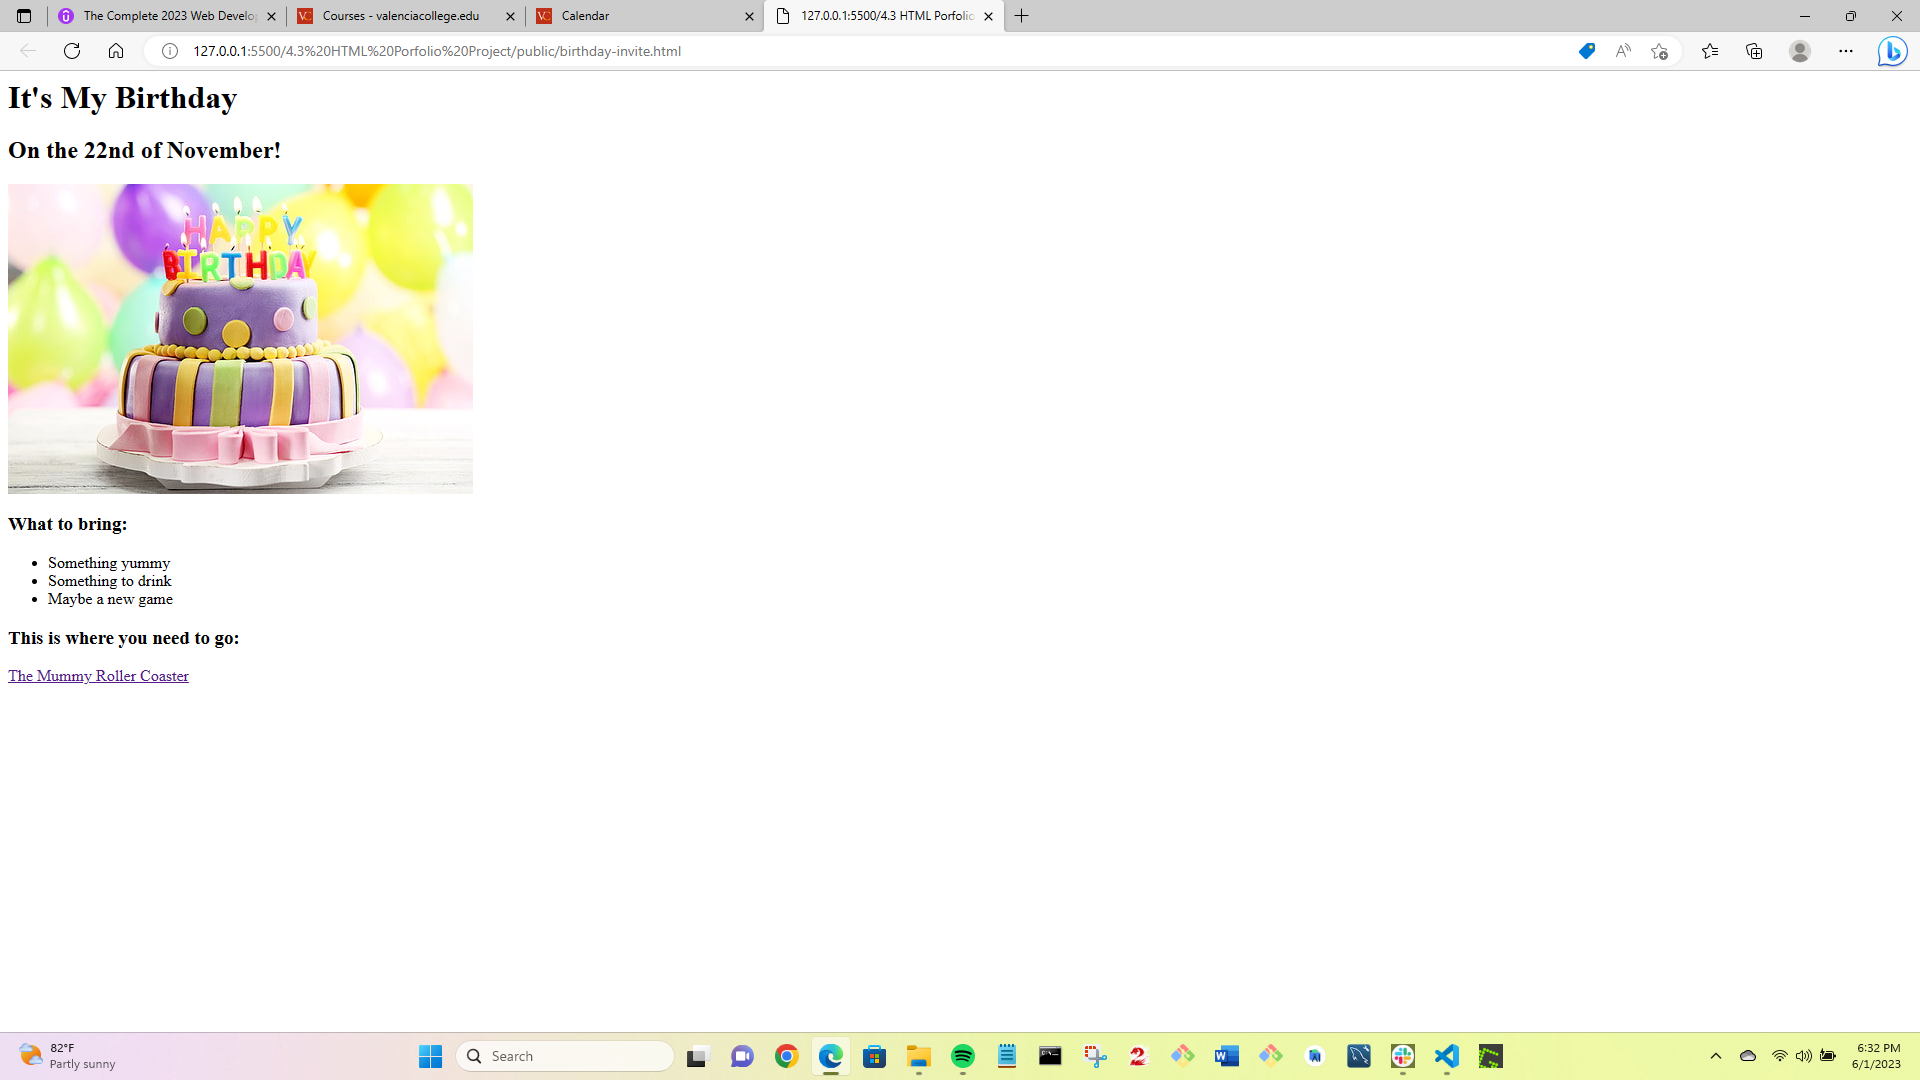 The Complete 2023 Web Develop
Courses - valenciacollege.edu
Calendar
127.0.0.1:5500/4.3 HTML Porfolio
127.0.0.1:5500/4.3%20HTML%20Porfolio%20Project/public/birthday-invite.html
It's My Birthday
On the 22nd of November!
HAPPY
BIRTHDAY
What to bring:
• Something yummy
• Something to drink
• Maybe a new game
This is where you need to go:
The Mummy Roller Coaster
82°F
Partly sunny
Search
6:32 PM
6/1/2023